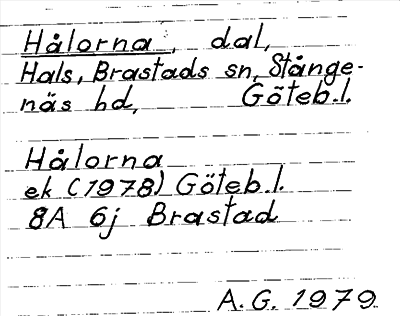 Hålorna, dal,
Hals, Brastads sn, Stånge-
näs hd, Göteb.l.
Hålorna
ek (1978) Göteb.l.
8A 6j Brastad
A.G. 1979